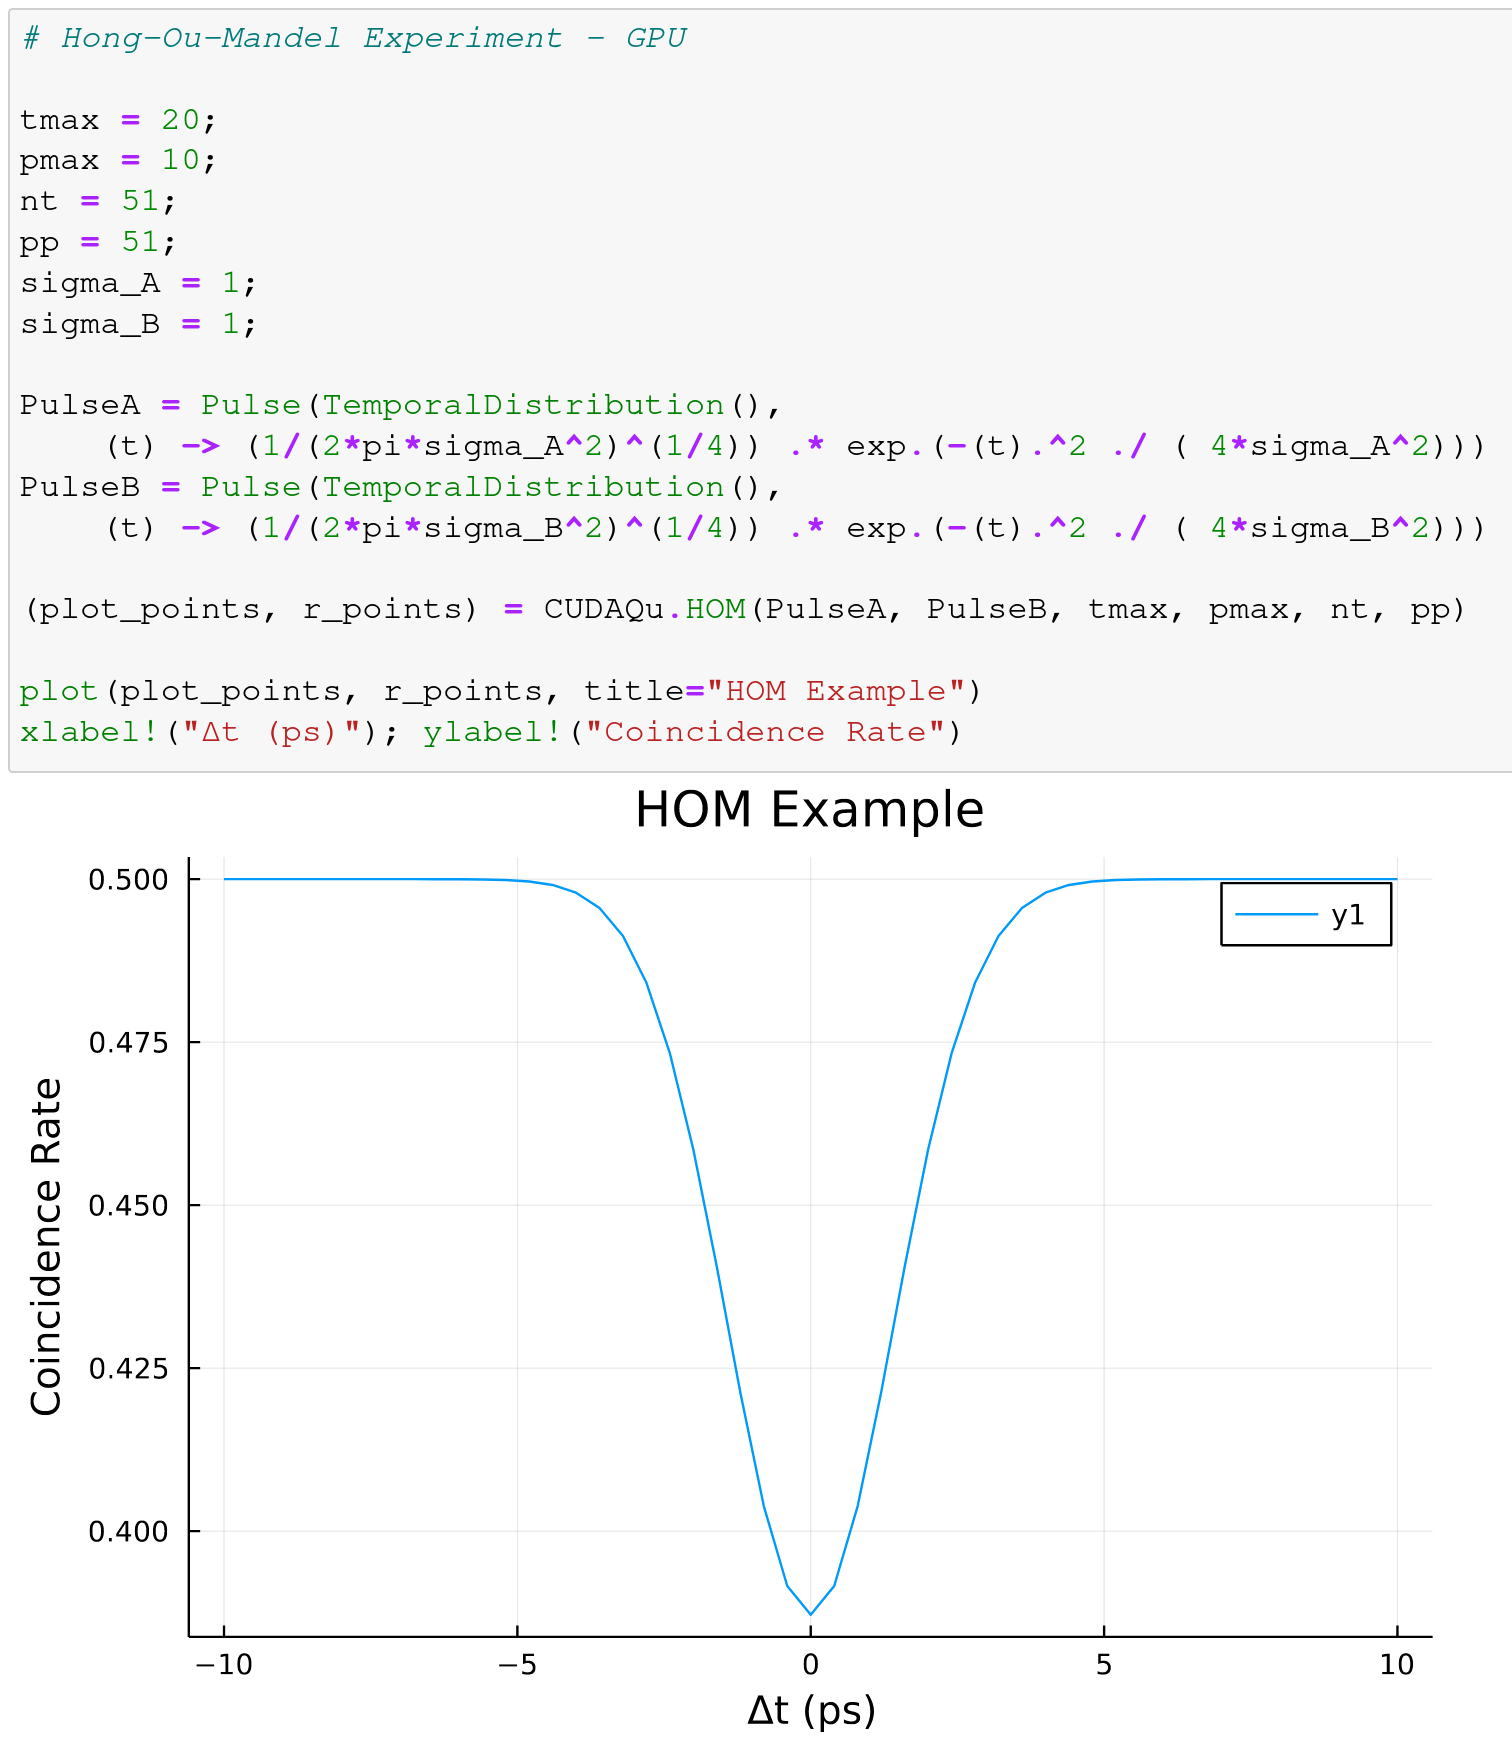 # Hong-Ou-Mandel Experiment - GPU
tmax = 20;
pmax = 10;
nt = 51;
pp = 51;
sigma_A = 1;
sigma_B = 1;
PulseA = Pulse(TemporalDistribution(),
(t) -> (1/(2*pi*sigma_A^2)^(1/4)) .* exp.(-(t).^2 ./ ( 4*sigma_A^2)))
PulseB = Pulse(TemporalDistribution(),
(t) -> (1/(2*pi*sigma_B^2)^(1/4)) .* exp.(-(t).^2 ./ ( 4*sigma_B^2)))
(plot_points, r_points) = CUDAQu.HOM(PulseA, PulseB, tmax, pmax, nt, pp)
plot(plot_points, r_points, title="HOM Example")
xlabel!("Δt (ps)"); ylabel!("Coincidence Rate")
HOM Example
0.500
0.475
0.450
0.425
0.400
Coincidence Rate
y1
−10
−5
0
5
10
Δt (ps)